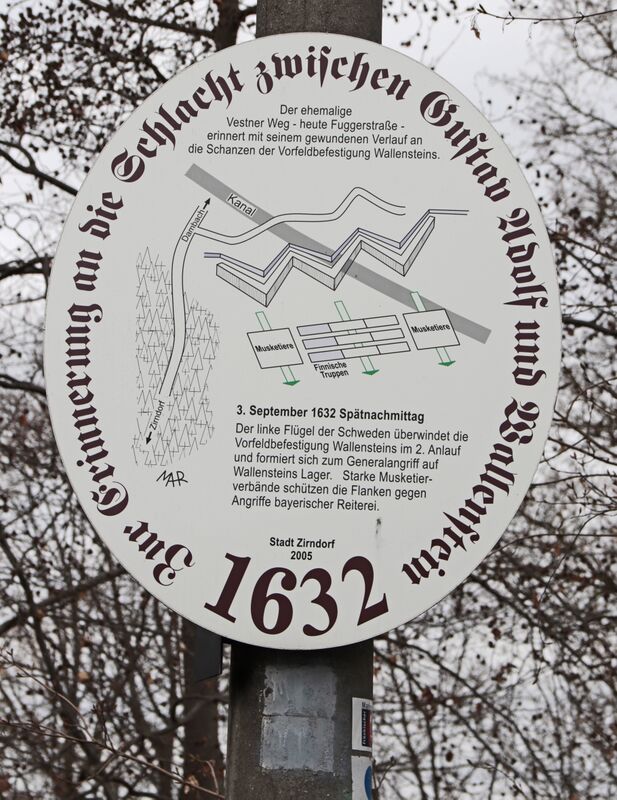 Zur Erinnerung an die Schlacht zwischen Gustav Adolf und Wallenstein
Der ehemalige
Vestner Weg - heute Fuggerstraße -
erinnert mit seinem gewundenen Verlauf an
die Schanzen der Vorfeldbefestigung Wallensteins.
Kanal
Dambach
Musketiere
Finnische
Truppen
Musketiere
Zirndorf
MAR
3. September 1632 Spätnachmittag
Der linke Flügel der Schweden überwindet die
Vorfeldbefestigung Wallensteins im 2. Anlauf
und formiert sich zum Generalangriff auf
Wallensteins Lager. Starke Musketier-
verbände schützen die Flanken gegen
Angriffe bayerischer Reiterei.
Stadt Zirndorf
2005
1632